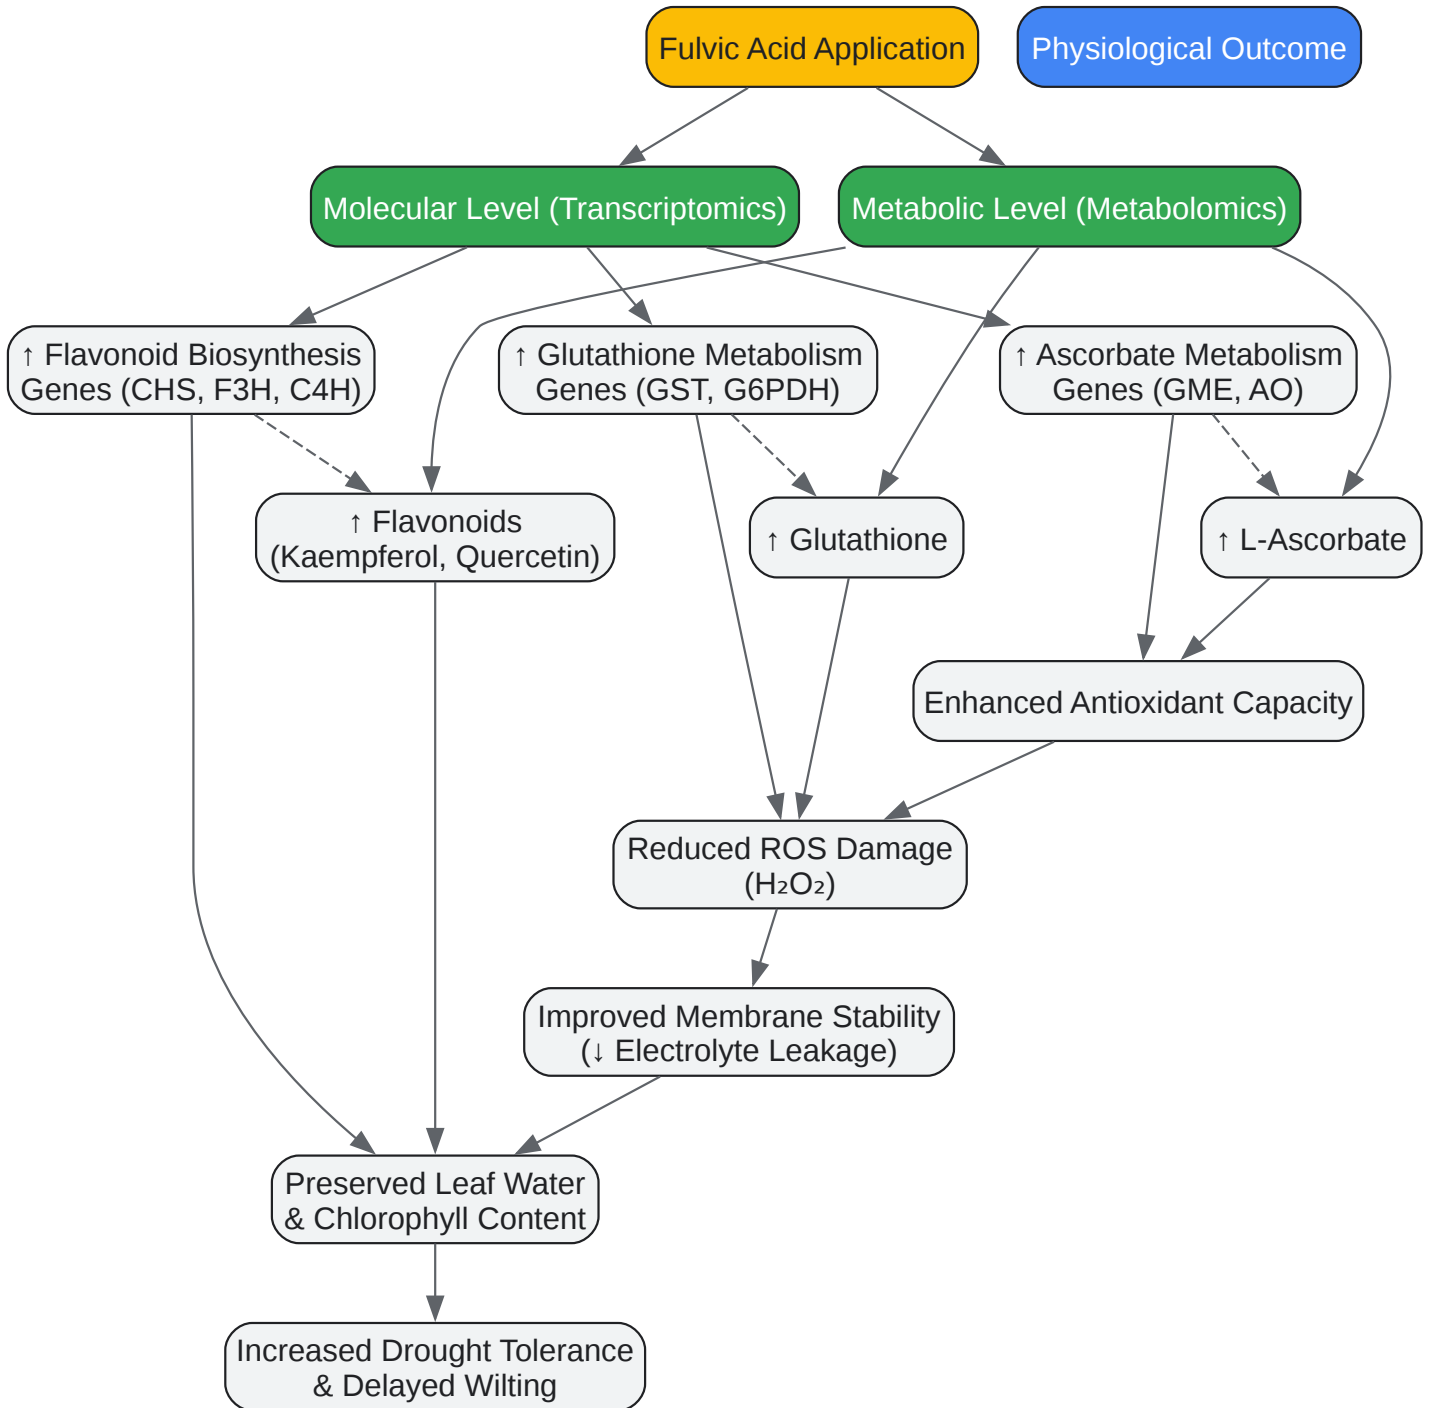 Fulvic Acid Application
Physiological Outcome
Molecular Level (Transcriptomics)
Metabolic Level (Metabolomics)
↑ Flavonoid Biosynthesis
Genes (CHS, F3H, C4H)
↑ Glutathione Metabolism
Genes (GST, G6PDH)
↑ Ascorbate Metabolism
Genes (GME, AO)
↑ Flavonoids
(Kaempferol, Quercetin)
↑ Glutathione
↑ L-Ascorbate
Enhanced Antioxidant Capacity
Reduced ROS Damage
(H₂O₂)
Improved Membrane Stability
(↓ Electrolyte Leakage)
Preserved Leaf Water
& Chlorophyll Content
Increased Drought Tolerance
& Delayed Wilting